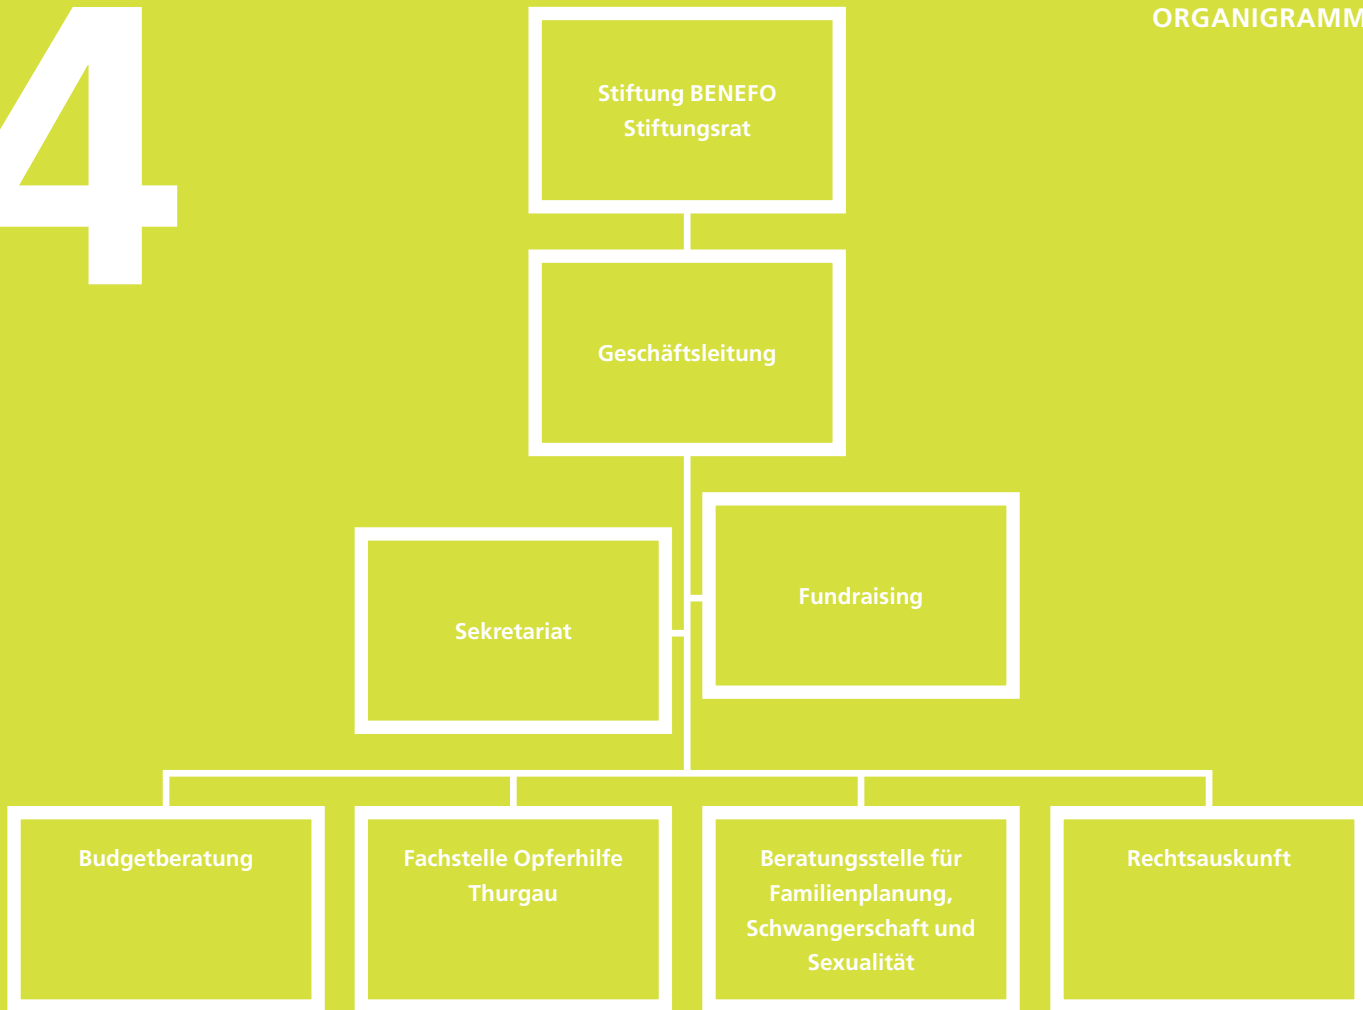 4
ORGANIGRAMM
Stiftung BENEFO
Stiftungsrat
Geschäftsleitung
Fundraising
Sekretariat
Budgetberatung
Fachstelle Opferhilfe
Thurgau
Beratungsstelle für
Familienplanung,
Schwangerschaft und
Sexualität
Rechtsauskunft